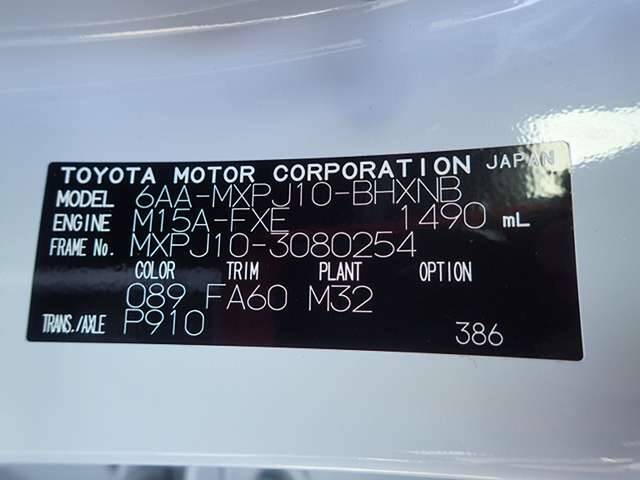 TOYOTA MOTOR CORPORATION JAPAN
MODEL 6AA-MXPJ10-BHXNB
ENGINE M15A-FXE 1490 mL
FRAME No. MXPJ10-3080254
COLOR TRIM PLANT OPTION
089 FA60 M32
TRANS./AXLE P910 386